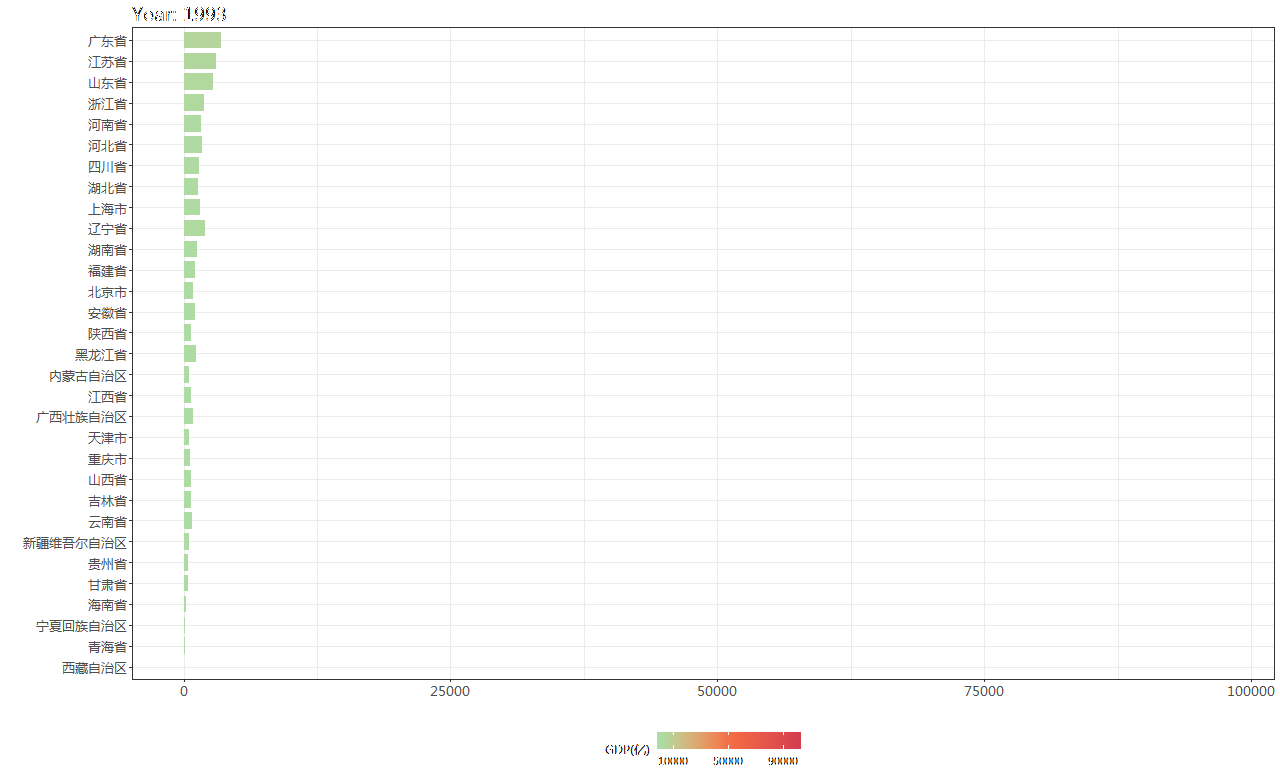 Year: 1993
广东省
江苏省
山东省
浙江省
河南省
河北省
四川省
湖北省
上海市
辽宁省
湖南省
福建省
北京市
安徽省
陕西省
黑龙江省
内蒙古自治区
江西省
广西壮族自治区
天津市
重庆市
山西省
吉林省
云南省
新疆维吾尔自治区
贵州省
甘肃省
海南省
宁夏回族自治区
青海省
西藏自治区
0 25000 50000 75000 100000
GDP(亿)
10000 50000 90000